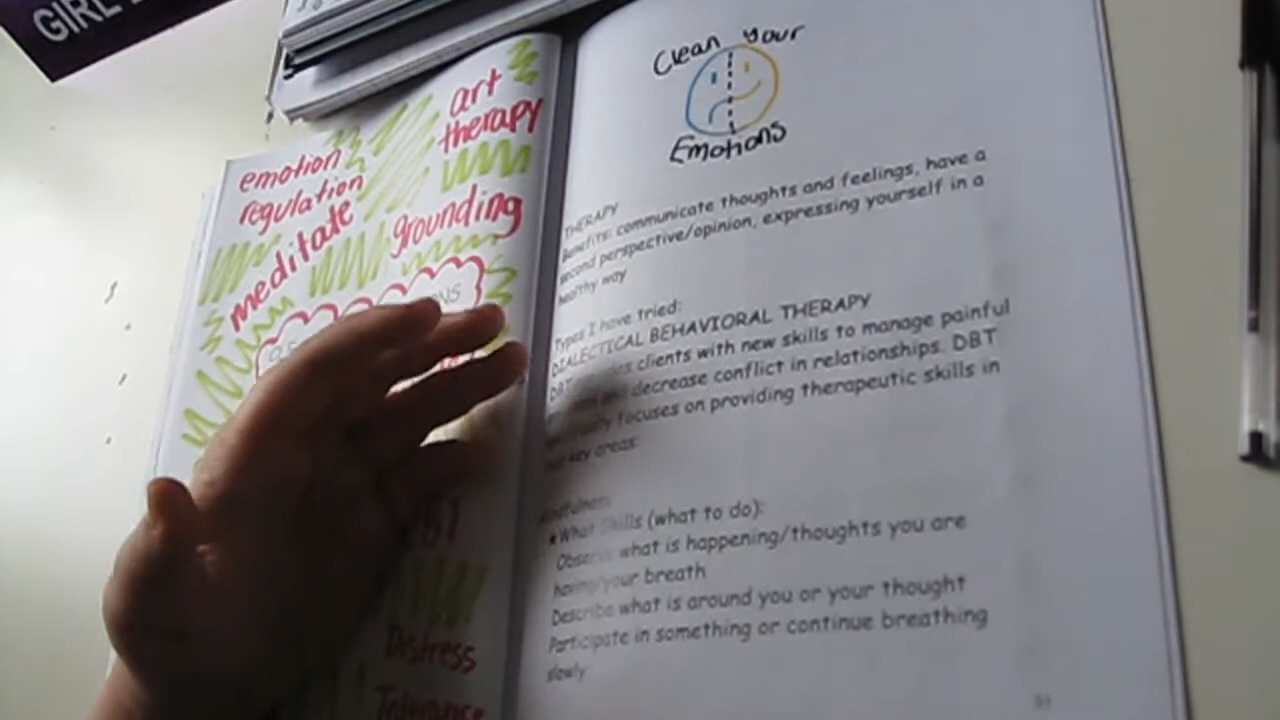 GIRL
art
therapy
emotion
regulation
meditate
grounding
Distress
Tolerance
Clean Your
Emotions
THERAPY
Benefits: communicate thoughts and feelings, have a
second perspective/opinion, expressing yourself in a
healthy way
Types I have tried:
DIALECTICAL BEHAVIORAL THERAPY
DBT clients with new skills to manage painful
decrease conflict in relationships. DBT
focuses on providing therapeutic skills in
key areas:
Mindfulness
★What Skills (what to do):
Observe what is happening/thoughts you are
having/your breath
Describe what is around you or your thought
Participate in something or continue breathing
slowly